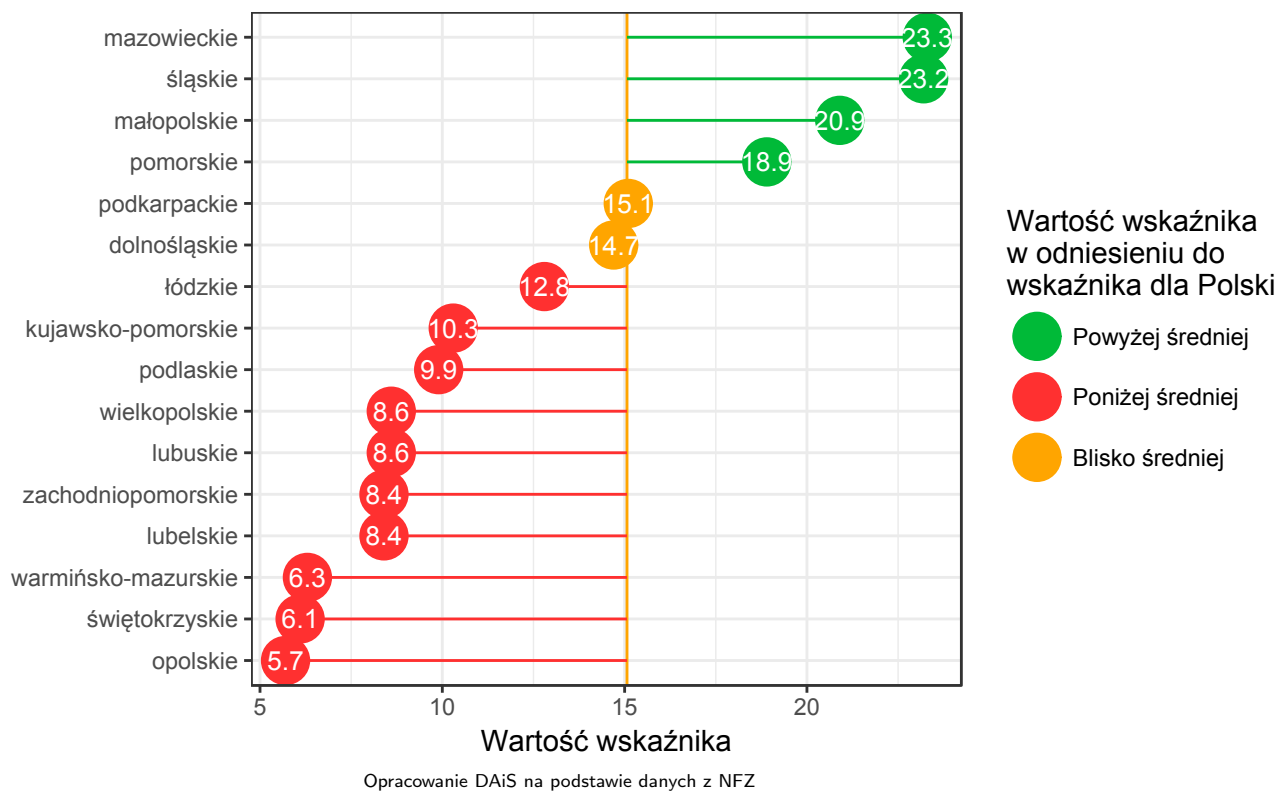 mazowieckie 23.3
śląskie 23.2
małopolskie 20.9
pomorskie 18.9
podkarpackie 15.1
dolnośląskie 14.7
łódzkie 12.8
kujawsko-pomorskie 10.3
podlaskie 9.9
wielkopolskie 8.6
lubuskie 8.6
zachodniopomorskie 8.4
lubelskie 8.4
warmińsko-mazurskie 6.3
świętokrzyskie 6.1
opolskie 5.7
5 10 15 20
Wartość wskaźnika
Opracowanie DAiS na podstawie danych z NFZ
Wartość wskaźnika
w odniesieniu do
wskaźnika dla Polski
Powyżej średniej
Poniżej średniej
Blisko średniej